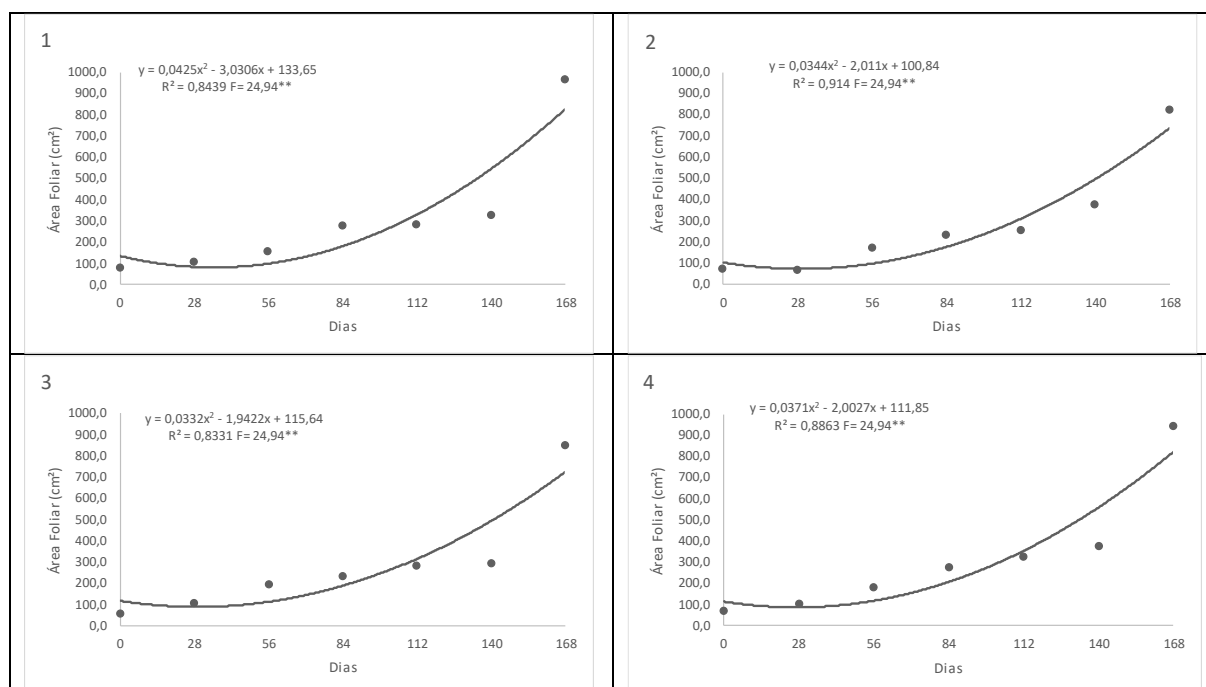 1
y = 0,0425x² - 3,0306x + 133,65
R² = 0,8439 F= 24,94**
Área Foliar (cm²)
1000,0
900,0
800,0
700,0
600,0
500,0
400,0
300,0
200,0
100,0
0,0
0 28 56 84 112 140 168
Dias
2
y = 0,0344x² - 2,011x + 100,84
R² = 0,914 F= 24,94**
Área Foliar (cm²)
1000,0
900,0
800,0
700,0
600,0
500,0
400,0
300,0
200,0
100,0
0,0
0 28 56 84 112 140 168
Dias
3
y = 0,0332x² - 1,9422x + 115,64
R² = 0,8331 F= 24,94**
Área Foliar (cm²)
1000,0
900,0
800,0
700,0
600,0
500,0
400,0
300,0
200,0
100,0
0,0
0 28 56 84 112 140 168
Dias
4
y = 0,0371x² - 2,0027x + 111,85
R² = 0,8863 F= 24,94**
Área Foliar (cm²)
1000,0
900,0
800,0
700,0
600,0
500,0
400,0
300,0
200,0
100,0
0,0
0 28 56 84 112 140 168
Dias